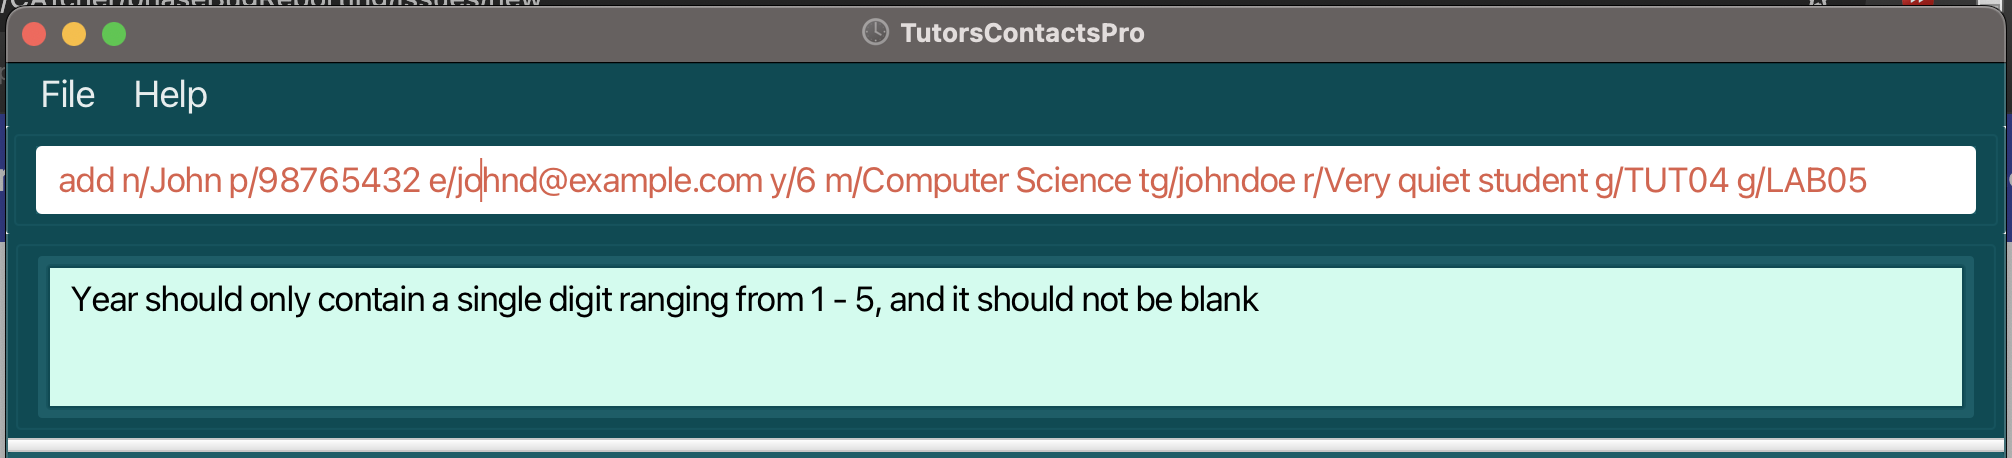 TutorsContactsPro
File Help
add n/John p/98765432 e/johnd@example.com y/6 m/Computer Science tg/johndoe r/Very quiet student g/TUT04 g/LAB05
Year should only contain a single digit ranging from 1 - 5, and it should not be blank